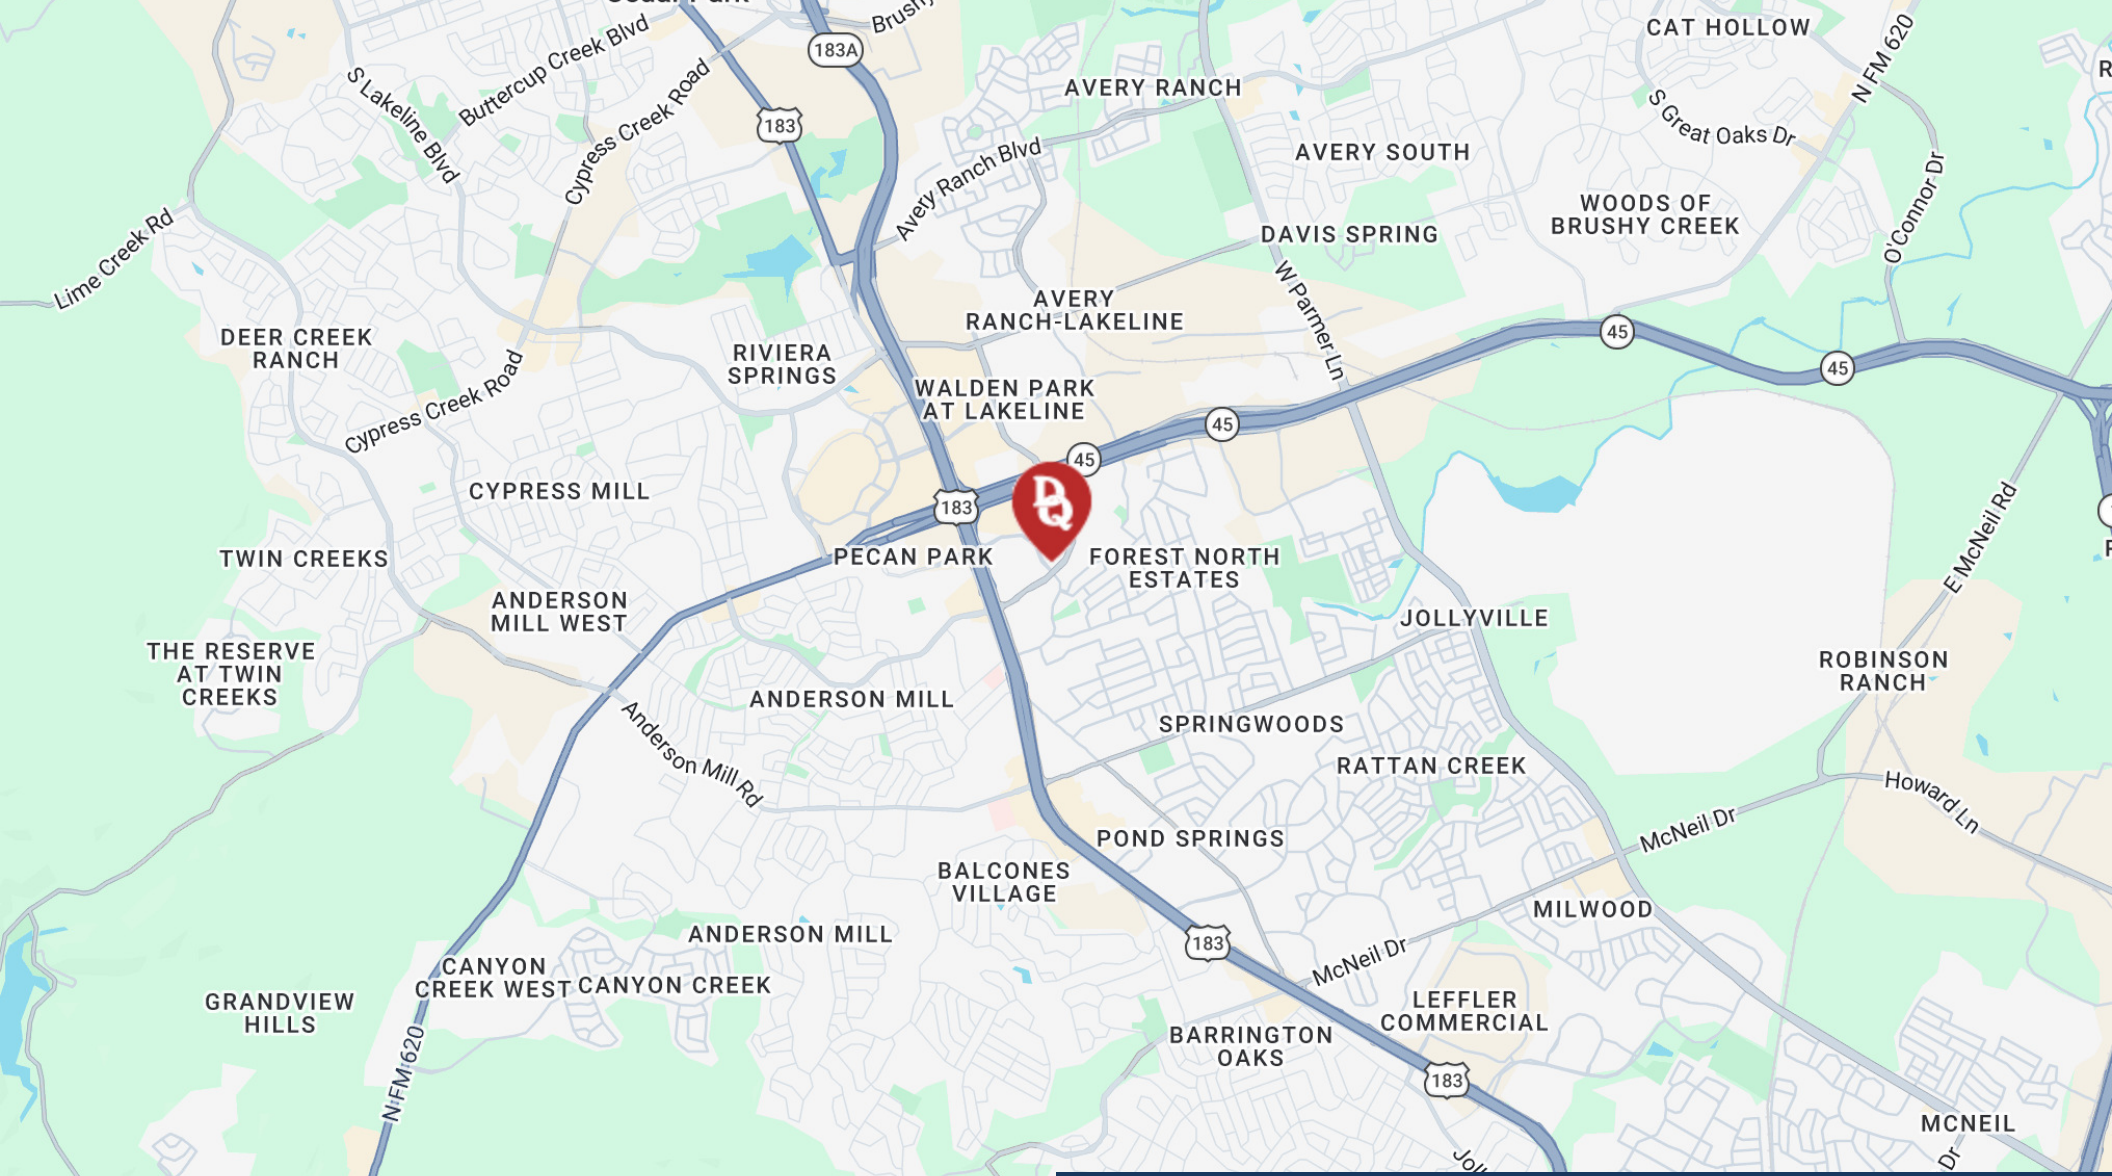 Cedar Park
Brushy
183A
CAT HOLLOW
N FM 620
Buttercup Creek Blvd
S Lakeline Blvd
Cypress Creek Road
183
AVERY RANCH
S Great Oaks Dr
AVERY SOUTH
Avery Ranch Blvd
O'Connor Dr
WOODS OF
BRUSHY CREEK
Lime Creek Rd
DAVIS SPRING
W Parmer Ln
AVERY
RANCH-LAKELINE
DEER CREEK
RANCH
RIVIERA
SPRINGS
45
45
Cypress Creek Road
WALDEN PARK
AT LAKELINE
45
45
183
DQ
CYPRESS MILL
TWIN CREEKS
PECAN PARK
FOREST NORTH
ESTATES
E McNeil Rd
ANDERSON
MILL WEST
JOLLYVILLE
THE RESERVE
AT TWIN
CREEKS
ROBINSON
RANCH
ANDERSON MILL
Anderson Mill Rd
SPRINGWOODS
RATTAN CREEK
Howard Ln
McNeil Dr
POND SPRINGS
BALCONES
VILLAGE
MILWOOD
ANDERSON MILL
183
McNeil Dr
CANYON
CREEK WEST
CANYON CREEK
GRANDVIEW
HILLS
LEFFLER
COMMERCIAL
BARRINGTON
OAKS
N FM 620
183
MCNEIL
Joll
Dr